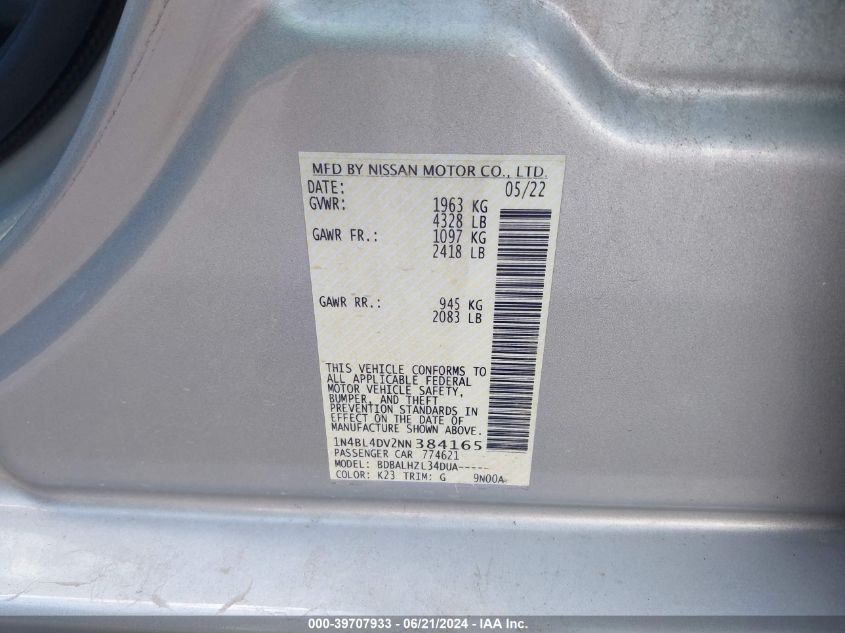 MFD BY NISSAN MOTOR CO., LTD.
DATE: 05/22
GVWR: 1963 KG
4328 LB
GAWR FR.: 1097 KG
2418 LB
GAWR RR.: 945 KG
2083 LB
THIS VEHICLE CONFORMS TO
ALL APPLICABLE FEDERAL
MOTOR VEHICLE SAFETY,
BUMPER, AND THEFT
PREVENTION STANDARDS IN
EFFECT ON THE DATE OF
MANUFACTURE SHOWN ABOVE.
1N4BL4DV2NN384165
PASSENGER CAR 774621
MODEL: BDBALHZL34DUA-----
COLOR: K23 TRIM: G 9N00A
000-39707933 - 06/21/2024 - IAA Inc.